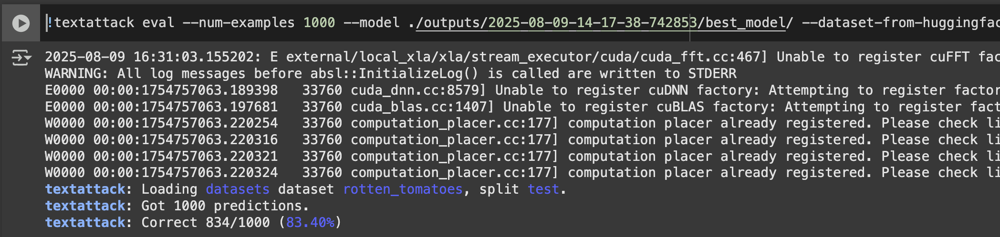 !textattack eval --num-examples 1000 --model ./outputs/2025-08-09-14-17-38-742853/best_model/ --dataset-from-huggingfac
2025-08-09 16:31:03.155202: E external/local_xla/xla/stream_executor/cuda/cuda_fft.cc:467] Unable to register cuFFT fac
WARNING: All log messages before absl::InitializeLog() is called are written to STDERR
E0000 00:00:1754757063.189398   33760 cuda_dnn.cc:8579] Unable to register cuDNN factory: Attempting to register factor
E0000 00:00:1754757063.197681   33760 cuda_blas.cc:1407] Unable to register cuBLAS factory: Attempting to register fact
W0000 00:00:1754757063.220254   33760 computation_placer.cc:177] computation placer already registered. Please check li
W0000 00:00:1754757063.220316   33760 computation_placer.cc:177] computation placer already registered. Please check li
W0000 00:00:1754757063.220321   33760 computation_placer.cc:177] computation placer already registered. Please check li
W0000 00:00:1754757063.220324   33760 computation_placer.cc:177] computation placer already registered. Please check li
textattack: Loading datasets dataset rotten_tomatoes, split test.
textattack: Got 1000 predictions.
textattack: Correct 834/1000 (83.40%)